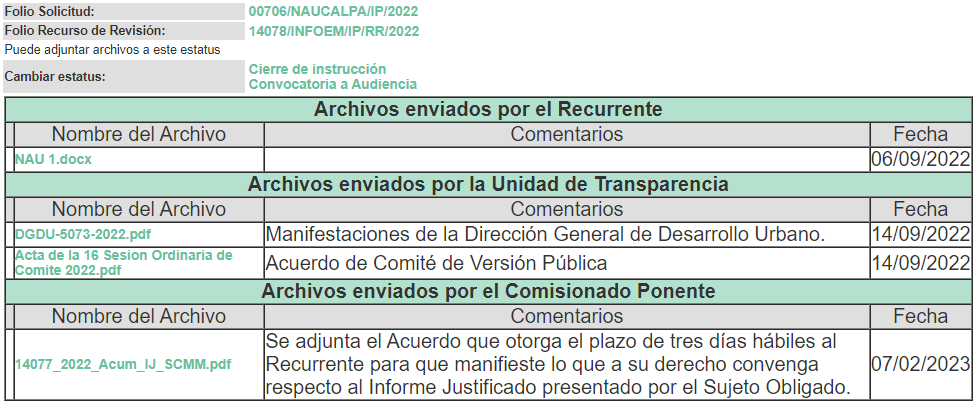 Folio Solicitud: 00706/NAUCALPA/IP/2022
Folio Recurso de Revisión: 14078/INFOEM/IP/RR/2022
Puede adjuntar archivos a este estatus
Cambiar estatus: Cierre de instrucción
Convocatoria a Audiencia
Archivos enviados por el Recurrente
Nombre del Archivo Comentarios Fecha
NAU 1.docx 06/09/2022
Archivos enviados por la Unidad de Transparencia
Nombre del Archivo Comentarios Fecha
DGDU-5073-2022.pdf Manifestaciones de la Dirección General de Desarrollo Urbano. 14/09/2022
Acta de la 16 Sesion Ordinaria de
Comite 2022.pdf Acuerdo de Comité de Versión Pública 14/09/2022
Archivos enviados por el Comisionado Ponente
Nombre del Archivo Comentarios Fecha
Se adjunta el Acuerdo que otorga el plazo de tres días hábiles al
14077_2022_Acum_IJ_SCMM.pdf Recurrente para que manifieste lo que a su derecho convenga 07/02/2023
respecto al Informe Justificado presentado por el Sujeto Obligado.